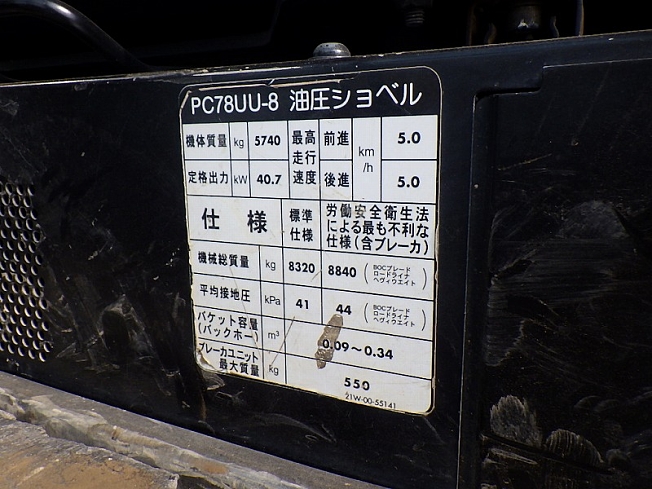 PC78UU-8 油圧ショベル
機体質量 kg 5740 最高走行速度 前進 km/h 5.0
定格出力 kW 40.7 後進 5.0
仕様 標準仕様 労働安全衛生法による最も不利な仕様(含ブレーカ)
機械総質量 kg 8320 8840 (BOCブレード ロードライナ ヘヴィウエイト)
平均接地圧 kPa 41 44 (BOCブレード ロードライナ ヘヴィウエイト)
バケット容量(バックホー) m³ 0.09～0.34
ブレーカユニット最大質量 kg 550
21W-00-55141